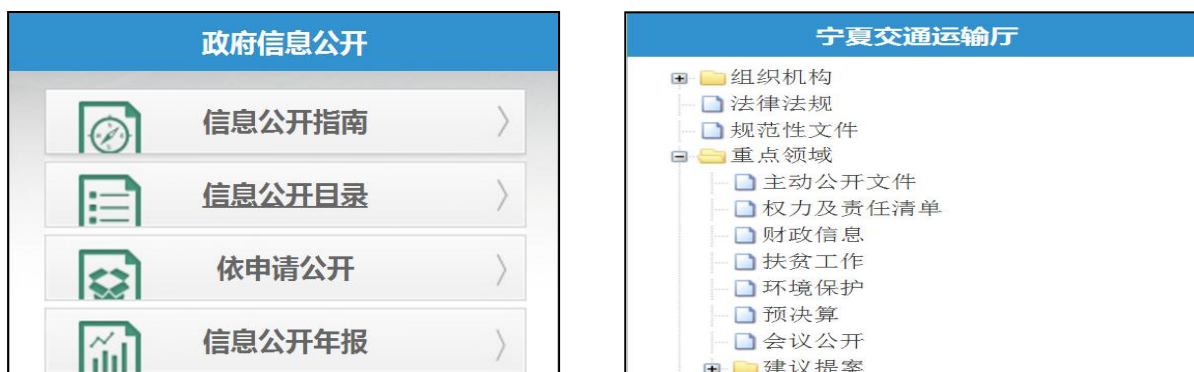 政府信息公开
信息公开指南
信息公开目录
依申请公开
信息公开年报
宁夏交通运输厅
组织机构
法律法规
规范性文件
重点领域
主动公开文件
权力及责任清单
财政信息
扶贫工作
环境保护
预决算
会议公开
建议提案